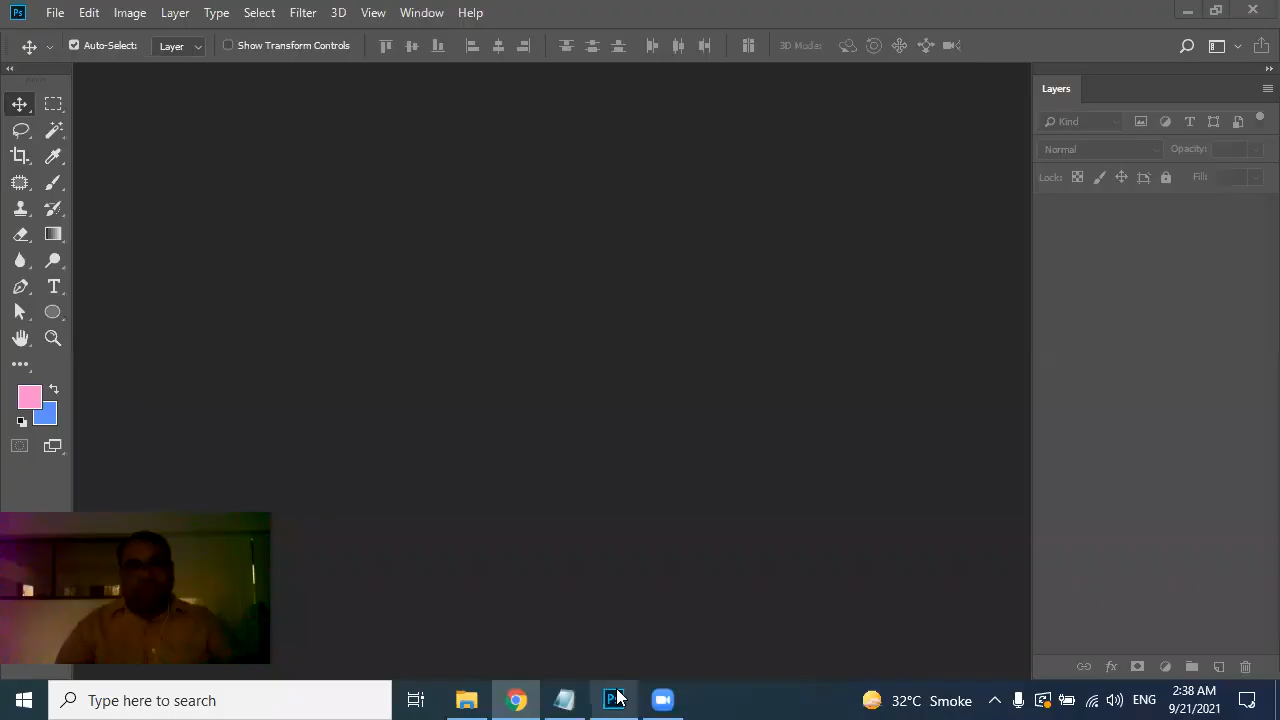 Ps File Edit Image Layer Type Select Filter 3D View Window Help
Auto-Select: Layer Show Transform Controls 3D Mode:
Layers
Kind T
Normal Opacity:
Lock: Fill:
T
Type here to search Ps 32°C Smoke ENG 2:38 AM
9/21/2021